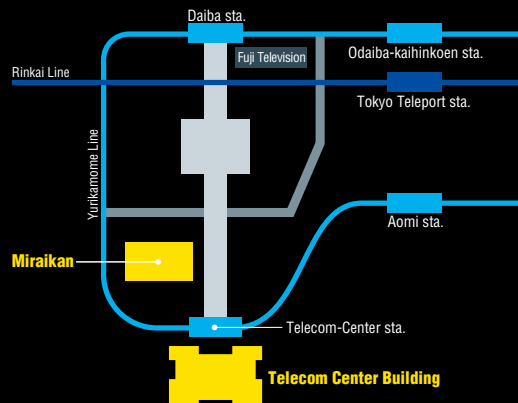 Daiba sta.
Fuji Television
Odaiba-kaihinkoen sta.
Rinkai Line
Tokyo Teleport sta.
Yurikamome Line
Aomi sta.
Miraikan
Telecom-Center sta.
Telecom Center Building